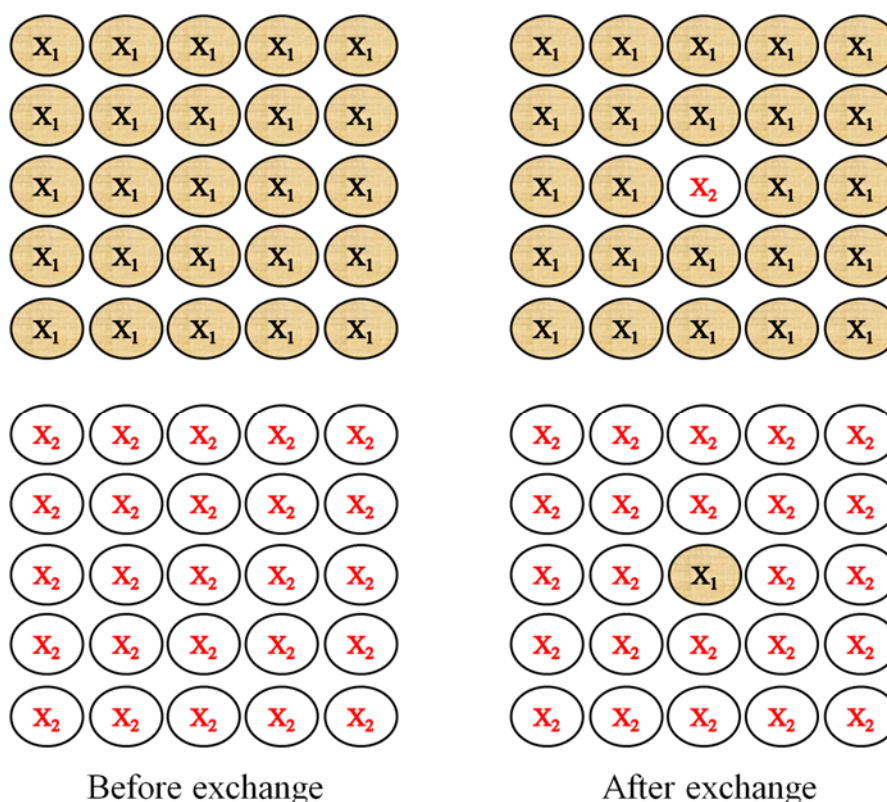 X₁ X₁ X₁ X₁ X₁ X₁ X₁ X₁ X₁ X₁
X₁ X₁ X₁ X₁ X₁ X₁ X₁ X₁ X₁ X₁
X₁ X₁ X₁ X₁ X₁ X₁ X₁ X₂ X₁ X₁
X₁ X₁ X₁ X₁ X₁ X₁ X₁ X₁ X₁ X₁
X₁ X₁ X₁ X₁ X₁ X₁ X₁ X₁ X₁ X₁
X₂ X₂ X₂ X₂ X₂ X₂ X₂ X₂ X₂ X₂
X₂ X₂ X₂ X₂ X₂ X₂ X₂ X₂ X₂ X₂
X₂ X₂ X₂ X₂ X₂ X₂ X₂ X₁ X₂ X₂
X₂ X₂ X₂ X₂ X₂ X₂ X₂ X₂ X₂ X₂
X₂ X₂ X₂ X₂ X₂ X₂ X₂ X₂ X₂ X₂
Before exchange After exchange